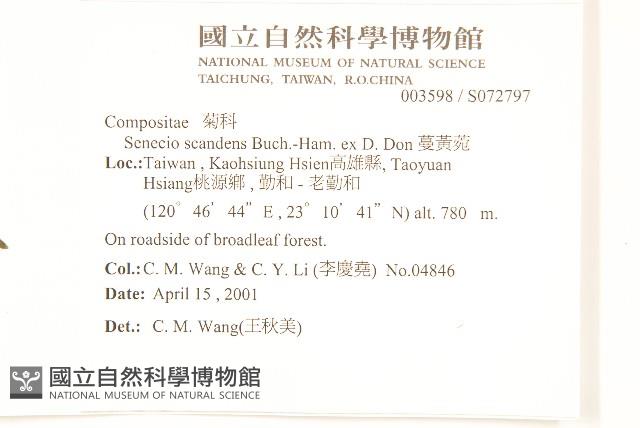 國立自然科學博物館
NATIONAL MUSEUM OF NATURAL SCIENCE
TAICHUNG, TAIWAN, R.O.CHINA
003598 / S072797
Compositae 菊科
Senecio scandens Buch.-Ham. ex D. Don 蔓黃菀
Loc.:Taiwan , Kaohsiung Hsien高雄縣, Taoyuan
Hsiang桃源鄉 , 勤和 - 老勤和
(120° 46′ 44″ E , 23° 10′ 41″ N) alt. 780 m.
On roadside of broadleaf forest.
Col.: C. M. Wang & C. Y. Li (李慶堯) No.04846
Date: April 15 , 2001
Det.: C. M. Wang(王秋美)
國立自然科學博物館
NATIONAL MUSEUM OF NATURAL SCIENCE